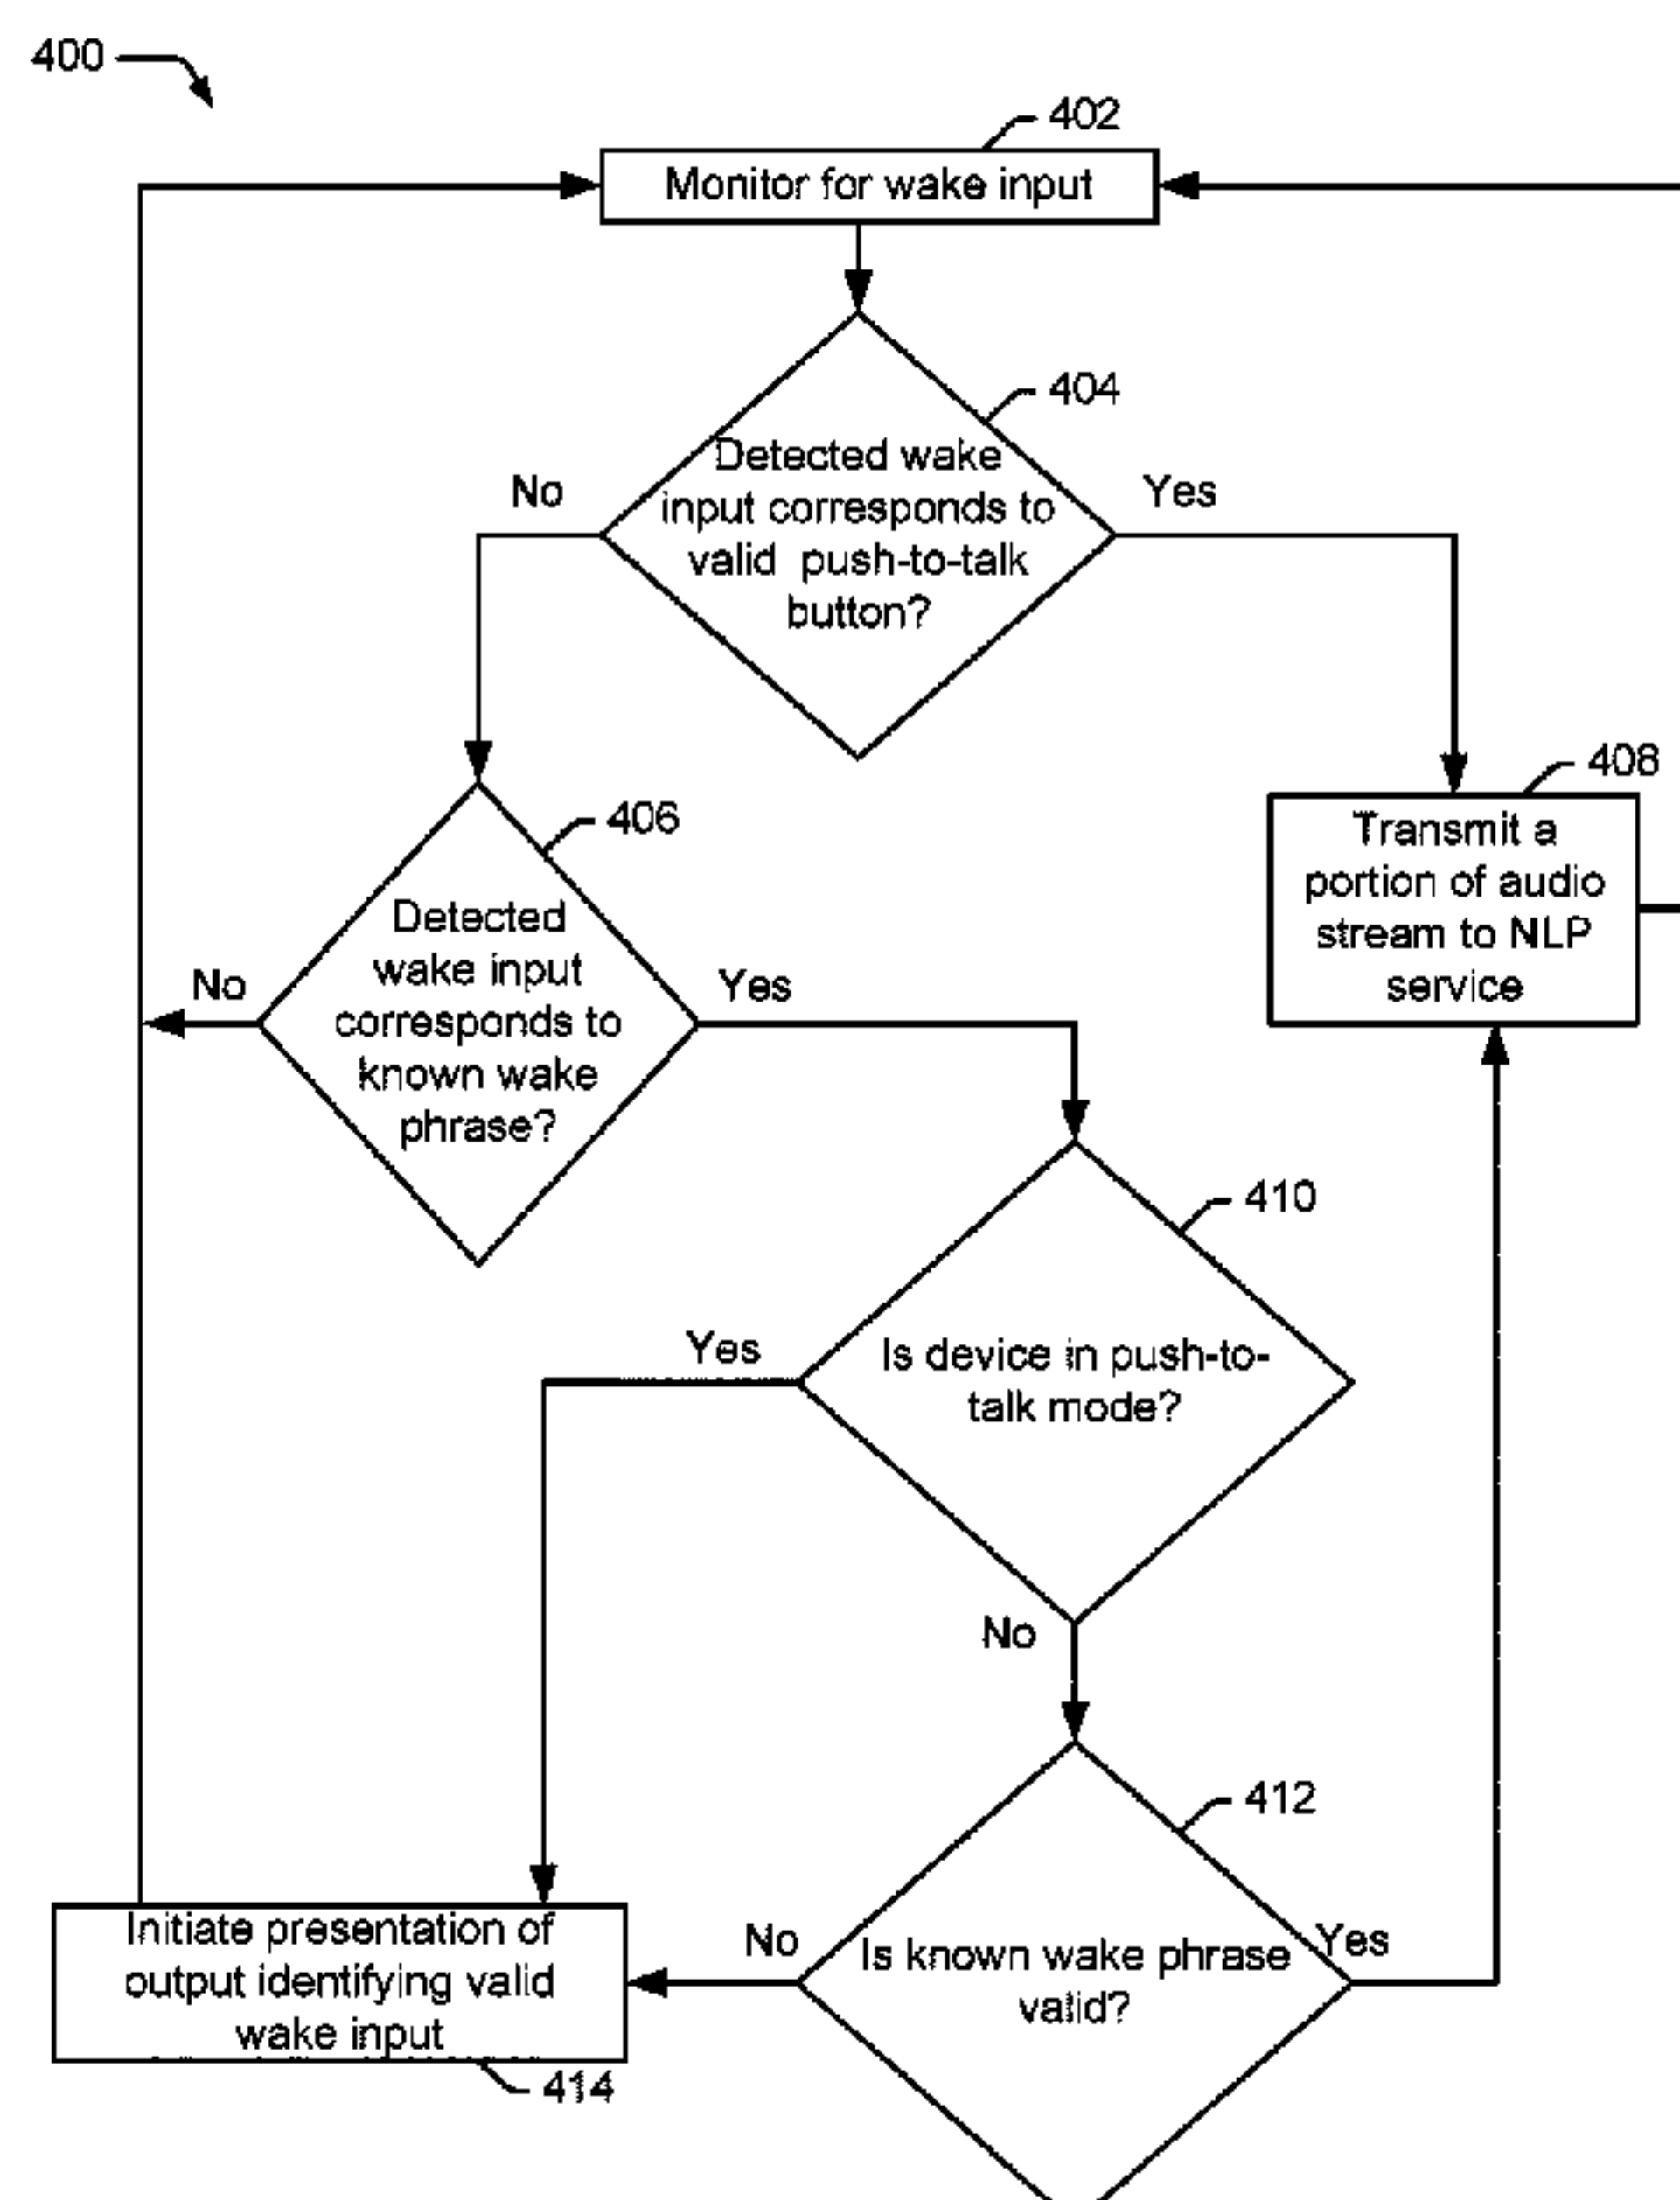 400
402
Monitor for wake input
404
Detected wake
input corresponds to
valid push-to-talk
button?
No
Yes
408
Transmit a
portion of audio
stream to NLP
service
406
Detected
wake input
corresponds to
known wake
phrase?
No
Yes
410
Is device in push-to-
talk mode?
Yes
No
412
Is known wake phrase
valid?
No
Yes
Initiate presentation of
output identifying valid
wake input
414